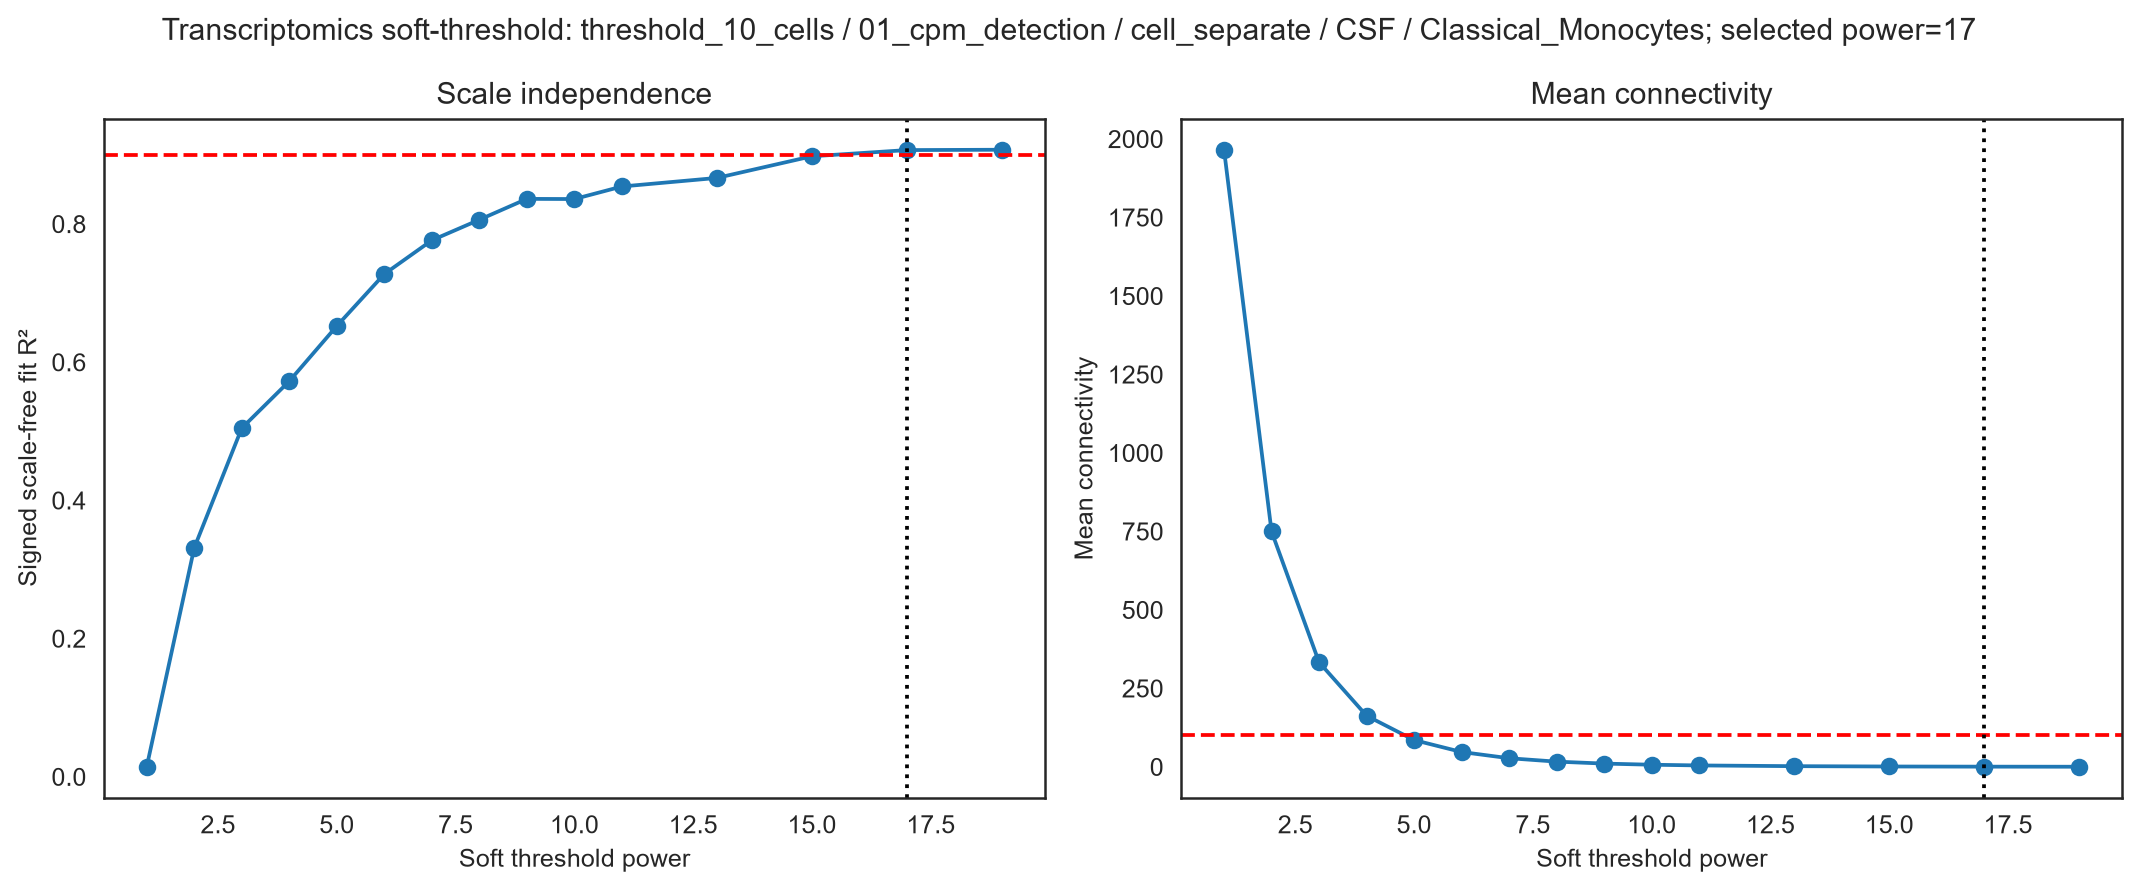 Transcriptomics soft-threshold: threshold_10_cells / 01_cpm_detection / cell_separate / CSF / Classical_Monocytes; selected power=17
Scale independence
Signed scale-free fit R²
0.8
0.6
0.4
0.2
0.0
2.5 5.0 7.5 10.0 12.5 15.0 17.5
Soft threshold power
Mean connectivity
Mean connectivity
2000
1750
1500
1250
1000
750
500
250
0
2.5 5.0 7.5 10.0 12.5 15.0 17.5
Soft threshold power